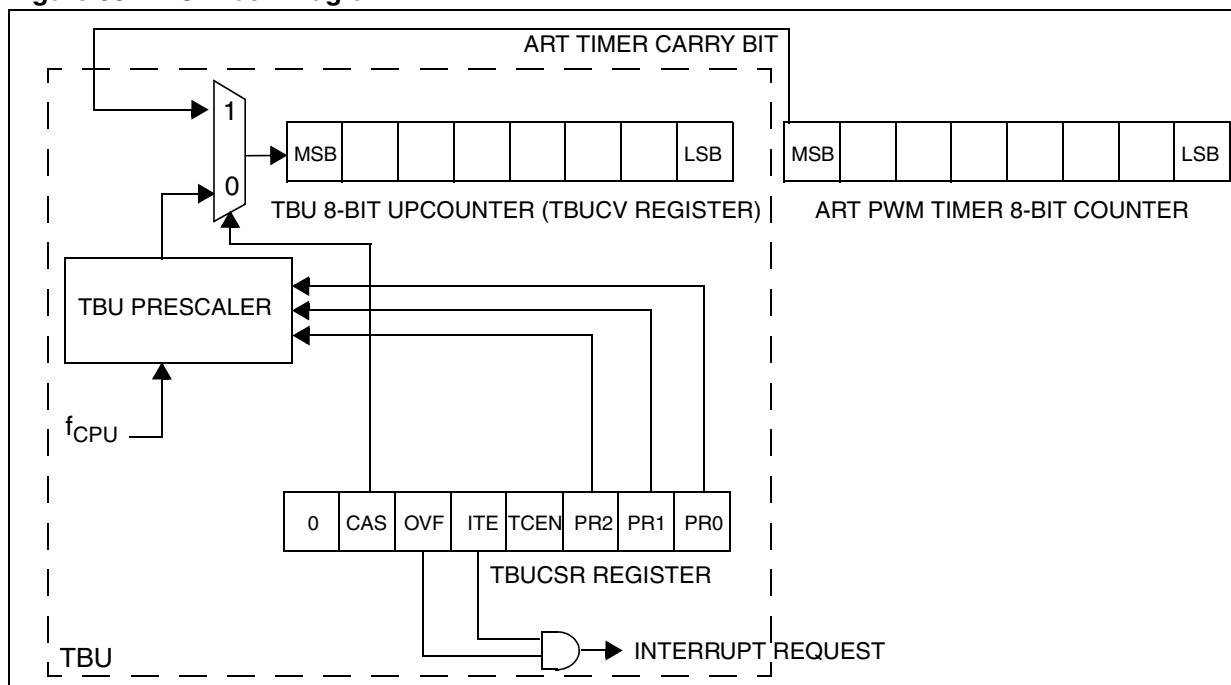 ART TIMER CARRY BIT
1
MSB
LSB
MSB
LSB
0
TBU 8-BIT UPCOUNTER (TBUCV REGISTER)
ART PWM TIMER 8-BIT COUNTER
TBU PRESCALER
fCPU
0 CAS OVF ITE TCEN PR2 PR1 PR0
TBUCSR REGISTER
INTERRUPT REQUEST
TBU